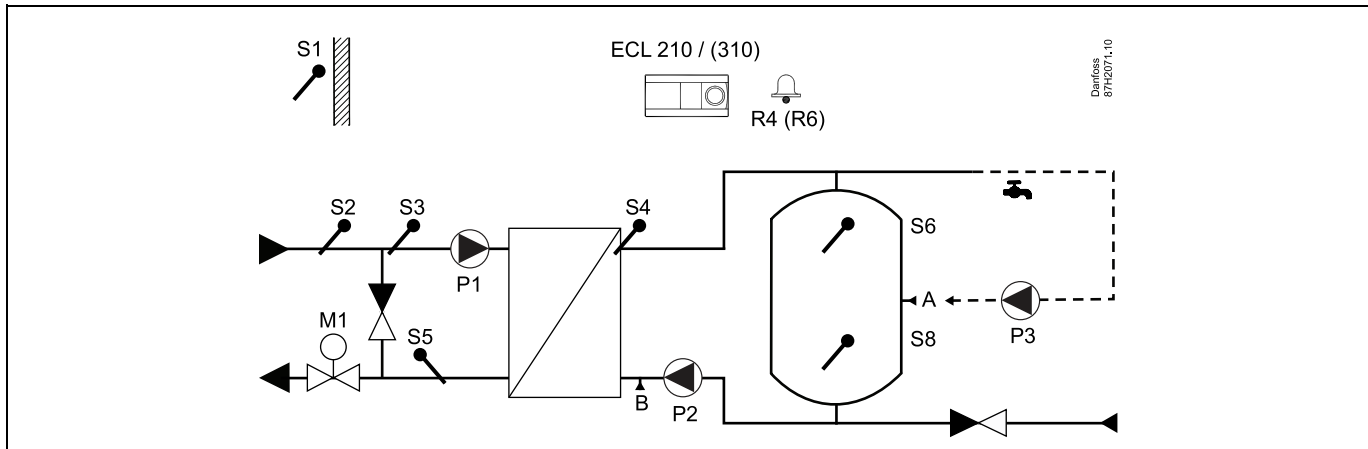 S1
ECL 210 / (310)
R4 (R6)
Danfoss
87H2071.10
S2
S3
S4
S6
P1
A
M1
S5
S8
P3
B
P2